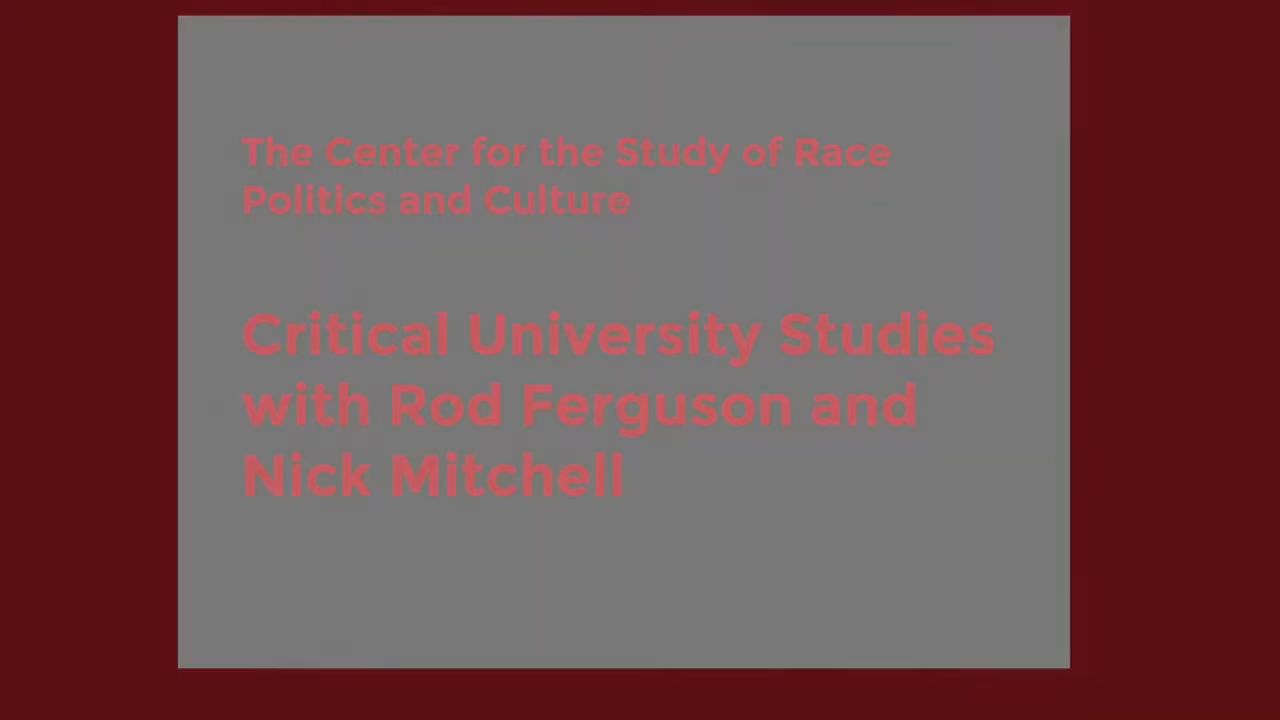 The Center for the Study of Race
Politics and Culture
Critical University Studies
with Rod Ferguson and
Nick Mitchell